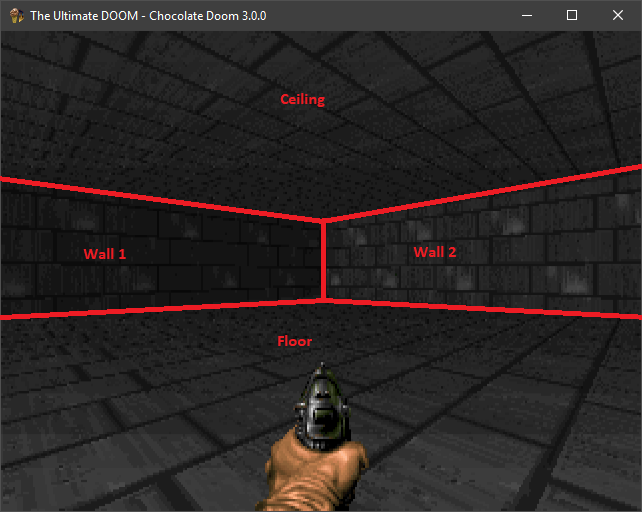 The Ultimate DOOM - Chocolate Doom 3.0.0
Ceiling
Wall 1
Wall 2
Floor